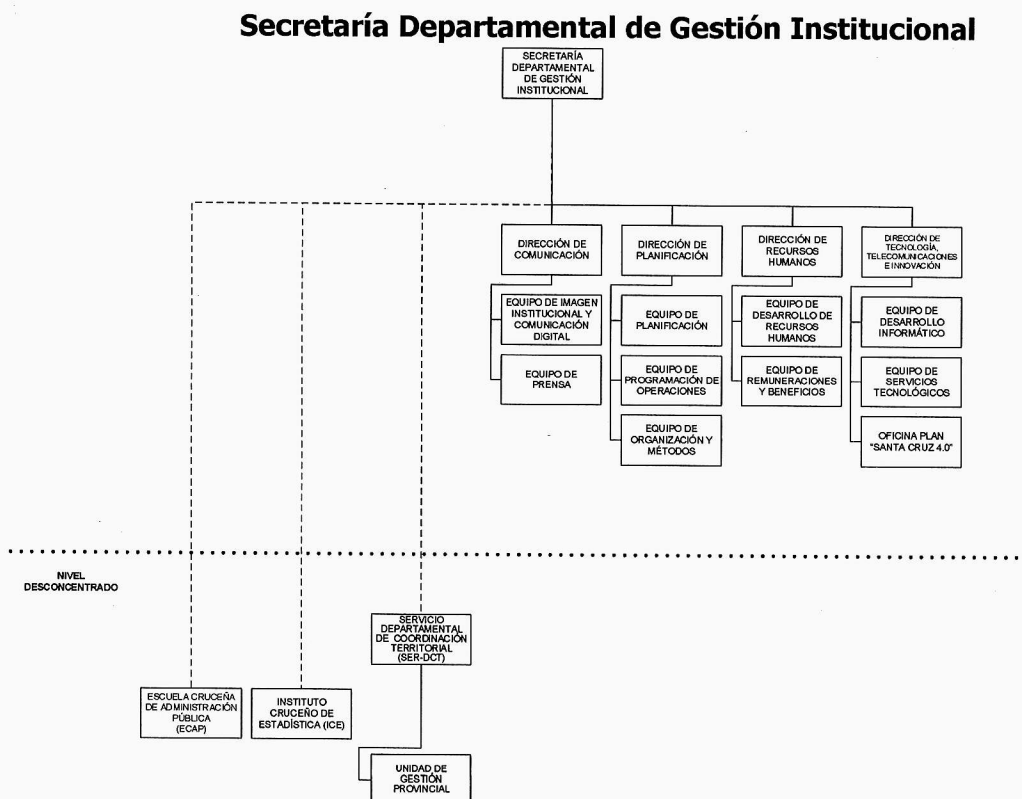 Secretaría Departamental de Gestión Institucional
SECRETARÍA
DEPARTAMENTAL
DE GESTIÓN
INSTITUCIONAL
DIRECCIÓN DE
COMUNICACIÓN
DIRECCIÓN DE
PLANIFICACIÓN
DIRECCIÓN DE
RECURSOS
HUMANOS
DIRECCIÓN DE
TECNOLOGÍA,
TELECOMUNICACIONES
E INNOVACIÓN
EQUIPO DE IMAGEN
INSTITUCIONAL Y
COMUNICACIÓN
DIGITAL
EQUIPO DE
PLANIFICACIÓN
EQUIPO DE
DESARROLLO DE
RECURSOS
HUMANOS
EQUIPO DE
DESARROLLO
INFORMÁTICO
EQUIPO DE
PRENSA
EQUIPO DE
PROGRAMACIÓN DE
OPERACIONES
EQUIPO DE
REMUNERACIONES
Y BENEFICIOS
EQUIPO DE
SERVICIOS
TECNOLÓGICOS
EQUIPO DE
ORGANIZACIÓN Y
MÉTODOS
OFICINA PLAN
"SANTA CRUZ 4.0"
NIVEL
DESCONCENTRADO
SERVICIO
DEPARTAMENTAL
DE COORDINACIÓN
TERRITORIAL
(SER-DCT)
ESCUELA CRUCEÑA
DE ADMINISTRACIÓN
PÚBLICA
(ECAP)
INSTITUTO
CRUCEÑO DE
ESTADÍSTICA (ICE)
UNIDAD DE
GESTIÓN
PROVINCIAL